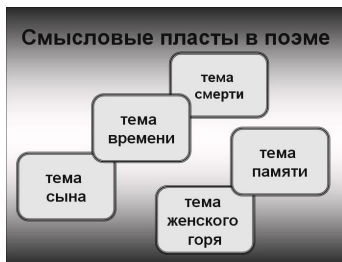 Смысловые пласты в поэме
тема
смерти
тема
времени
тема
памяти
тема
сына
тема
женского
горя